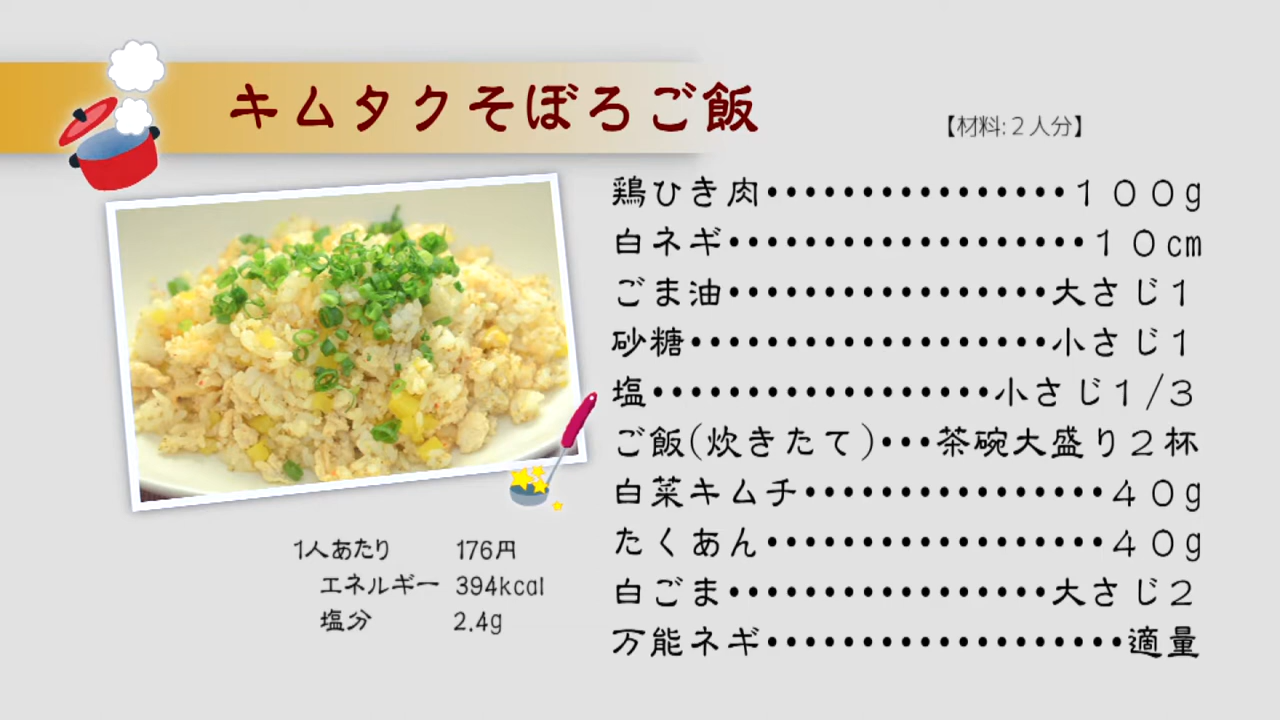 キムタクそぼろご飯
【材料:２人分】
鶏ひき肉••••••••••••••••１００g
白ネギ•••••••••••••••••••１０cm
ごま油•••••••••••••••••大さじ１
砂糖•••••••••••••••••••小さじ１
塩••••••••••••••••••小さじ１/３
ご飯(炊きたて)•••茶碗大盛り２杯
白菜キムチ••••••••••••••••４０g
たくあん••••••••••••••••••４０g
白ごま•••••••••••••••••大さじ２
万能ネギ•••••••••••••••••••適量
1人あたり 176円
エネルギー 394kcal
塩分 2.4g